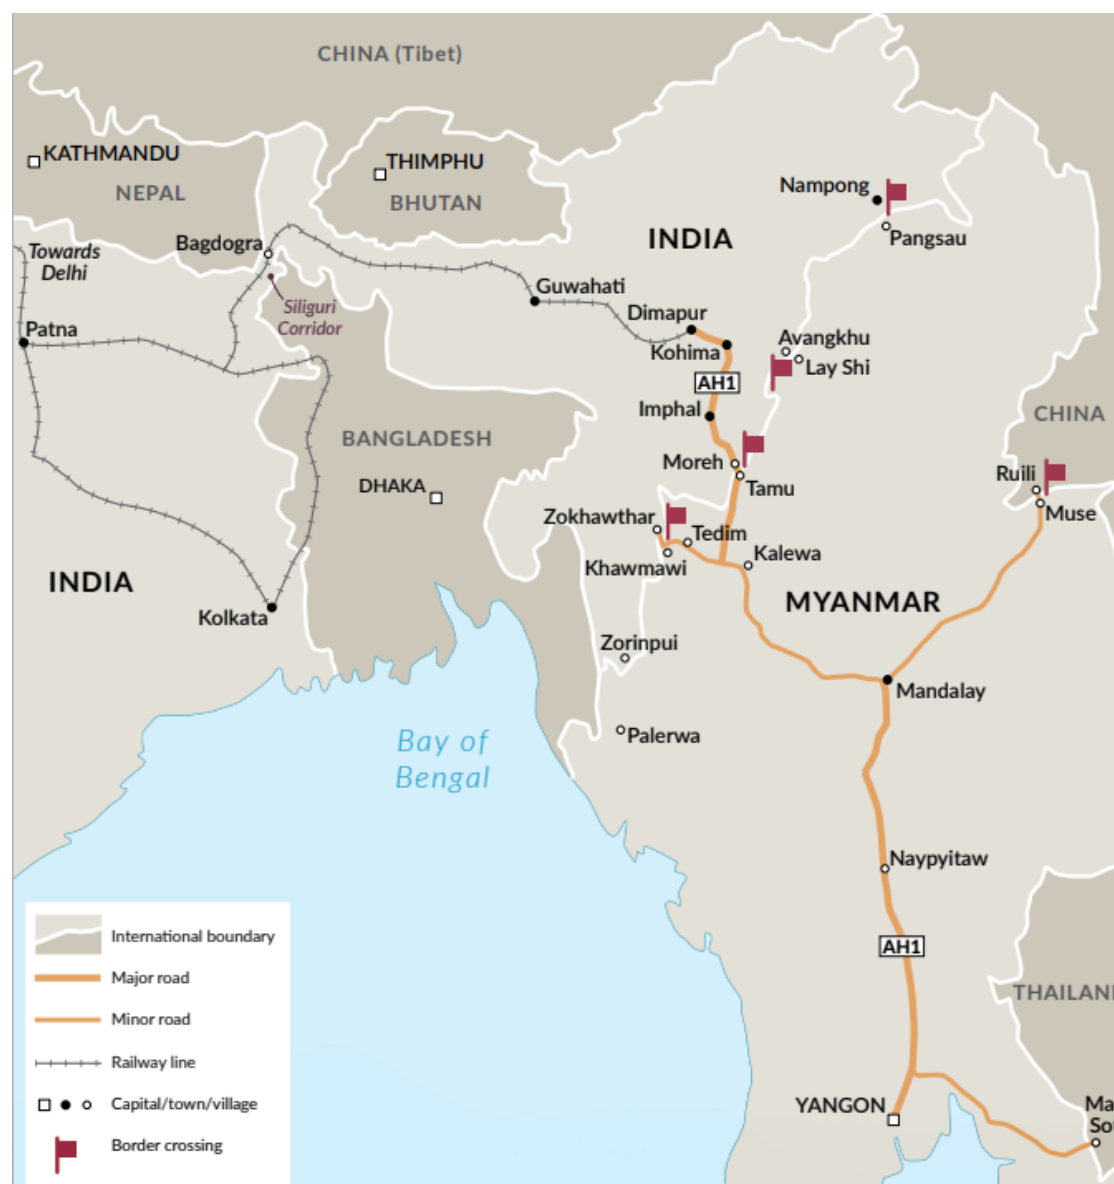 CHINA (Tibet)
KATHMANDU
NEPAL
THIMPHU
BHUTAN
Nampong
Pangsau
INDIA
Bagdogra
Towards
Delhi
Siliguri
Corridor
Guwahati
Dimapur
Kohima
Patna
Avangkhu
Lay Shi
AH1
Imphal
CHINA
BANGLADESH
DHAKA
Moreh
Tamu
Ruili
Muse
Zokhawthar
Tedim
Khawmawi
Kalewa
INDIA
Kolkata
MYANMAR
Zorinpui
Mandalay
Palerwa
Bay of
Bengal
Naypyitaw
AH1
THAILAN
YANGON
Ma
So
International boundary
Major road
Minor road
Railway line
Capital/town/village
Border crossing